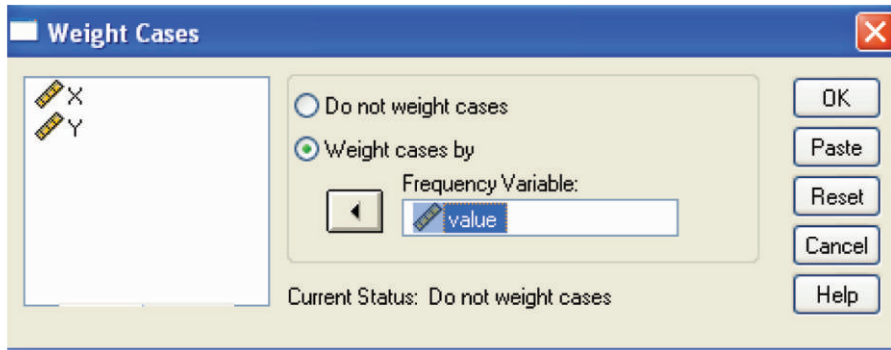 Weight Cases
X
Y
Do not weight cases
Weight cases by
Frequency Variable:
value
Current Status: Do not weight cases
OK
Paste
Reset
Cancel
Help